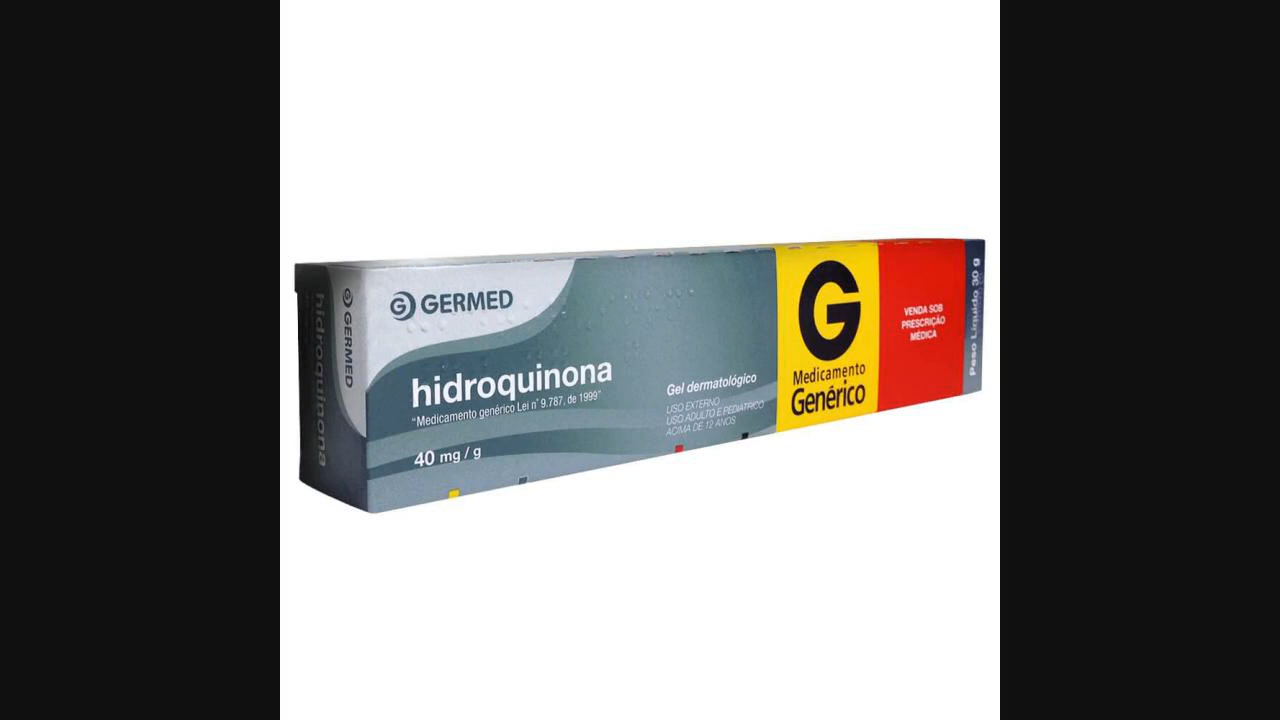 hidroquinona
GERMED
GERMED
hidroquinona
"Medicamento genérico Lei n° 9.787, de 1999"
40 mg / g
Gel dermatológico
USO EXTERNO
USO ADULTO E PEDIÁTRICO
ACIMA DE 12 ANOS
G
Medicamento
Genérico
VENDA SOB
PRESCRIÇÃO
MÉDICA
Peso Líquido 30 g